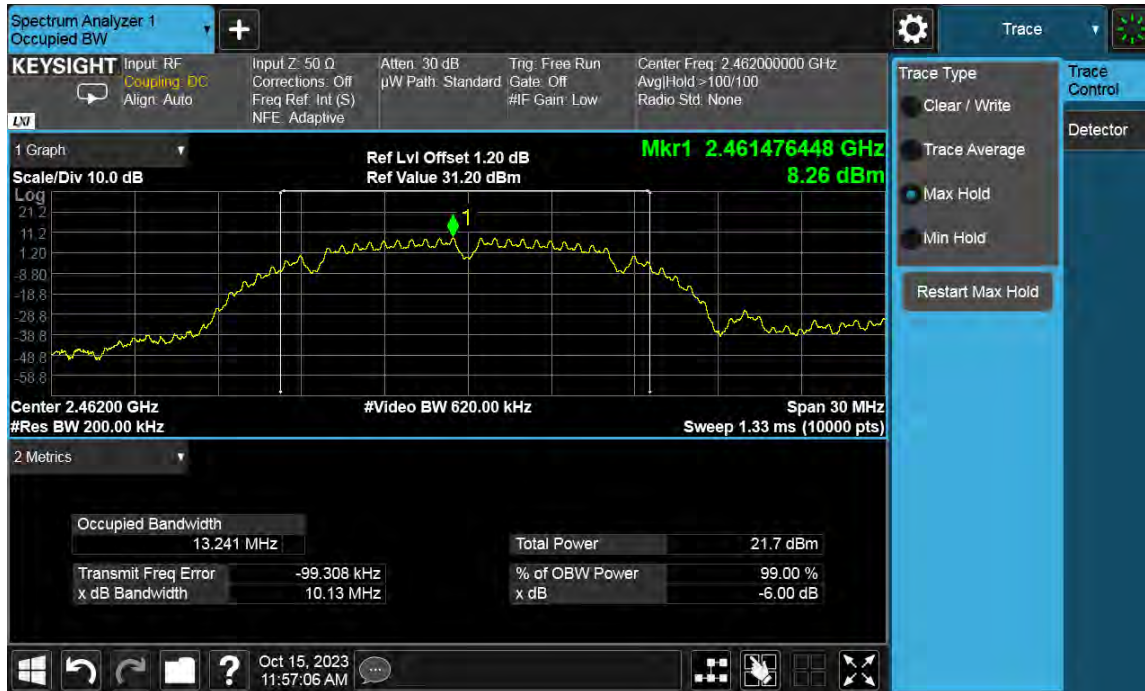 Spectrum Analyzer 1
Occupied BW
Trace
KEYSIGHT
Input: RF
Coupling: DC
Align: Auto
Input Z: 50 Ω
Corrections: Off
Freq Ref: Int (S)
NFE: Adaptive
Atten: 30 dB
µW Path: Standard
Trig: Free Run
Gate: Off
#IF Gain: Low
Center Freq: 2.462000000 GHz
Avg|Hold >100/100
Radio Std: None
LXI
Trace Type
Clear / Write
Trace Average
Max Hold
Min Hold
Restart Max Hold
Trace
Control
Detector
1 Graph
Scale/Div 10.0 dB
Ref Lvl Offset 1.20 dB
Ref Value 31.20 dBm
Mkr1 2.461476448 GHz
8.26 dBm
Log
21.2
11.2
1.20
-8.80
-18.8
-28.8
-38.8
-48.8
-58.8
1
Center 2.46200 GHz
#Video BW 620.00 kHz
Span 30 MHz
#Res BW 200.00 kHz
Sweep 1.33 ms (10000 pts)
2 Metrics
Occupied Bandwidth
13.241 MHz
Total Power 21.7 dBm
Transmit Freq Error -99.308 kHz
% of OBW Power 99.00 %
x dB Bandwidth 10.13 MHz
x dB -6.00 dB
Oct 15, 2023
11:57:06 AM